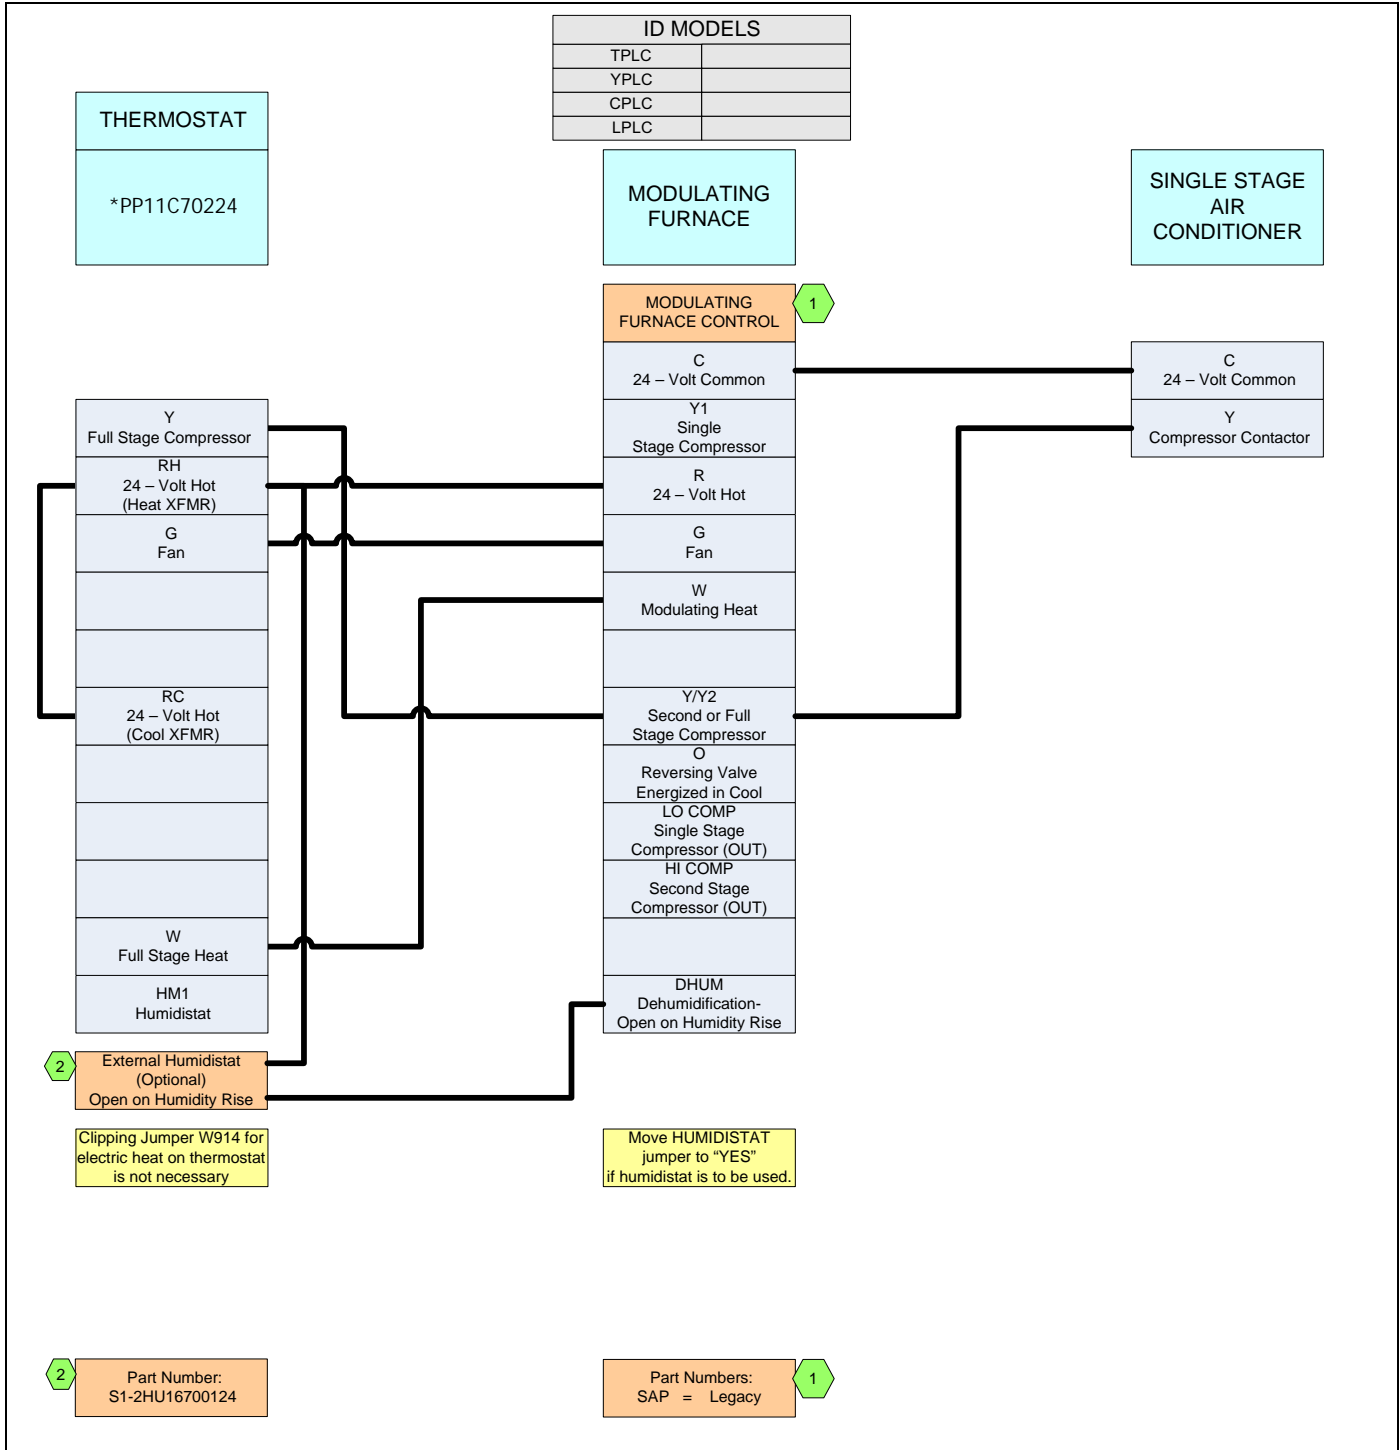 ID MODELS
TPLC
YPLC
CPLC
LPLC
THERMOSTAT
*PP11C70224
MODULATING
FURNACE
SINGLE STAGE
AIR
CONDITIONER
MODULATING
FURNACE CONTROL
1
C
24 – Volt Common
Y1
Single
Stage Compressor
R
24 – Volt Hot
G
Fan
W
Modulating Heat
Y/Y2
Second or Full
Stage Compressor
O
Reversing Valve
Energized in Cool
LO COMP
Single Stage
Compressor (OUT)
HI COMP
Second Stage
Compressor (OUT)
DHUM
Dehumidification-
Open on Humidity Rise
C
24 – Volt Common
Y
Compressor Contactor
Y
Full Stage Compressor
RH
24 – Volt Hot
(Heat XFMR)
G
Fan
RC
24 – Volt Hot
(Cool XFMR)
W
Full Stage Heat
HM1
Humidistat
2
External Humidistat
(Optional)
Open on Humidity Rise
Clipping Jumper W914 for
electric heat on thermostat
is not necessary
Move HUMIDISTAT
jumper to “YES”
if humidistat is to be used.
2
Part Number:
S1-2HU16700124
Part Numbers:
SAP = Legacy
1